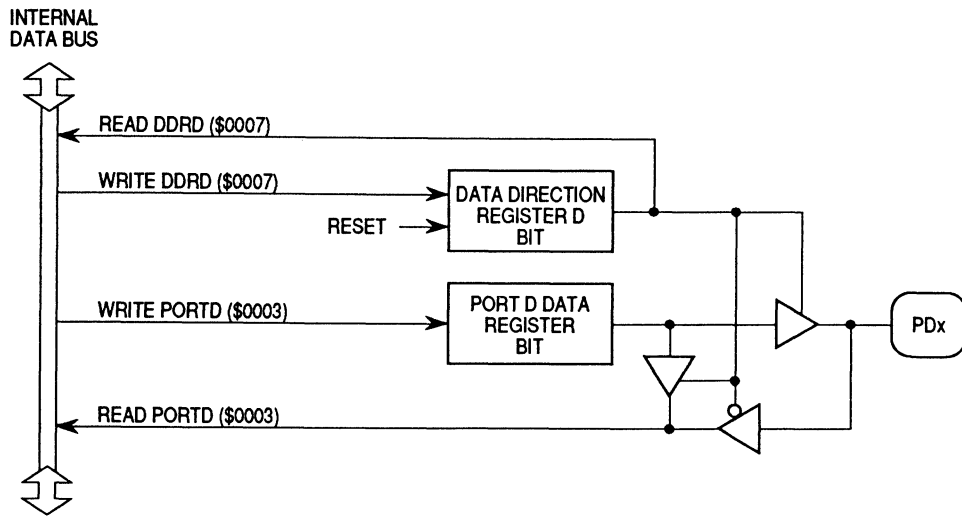 INTERNAL
DATA BUS
READ DDRD ($0007)
WRITE DDRD ($0007)
RESET
DATA DIRECTION
REGISTER D
BIT
WRITE PORTD ($0003)
PORT D DATA
REGISTER
BIT
PDx
READ PORTD ($0003)